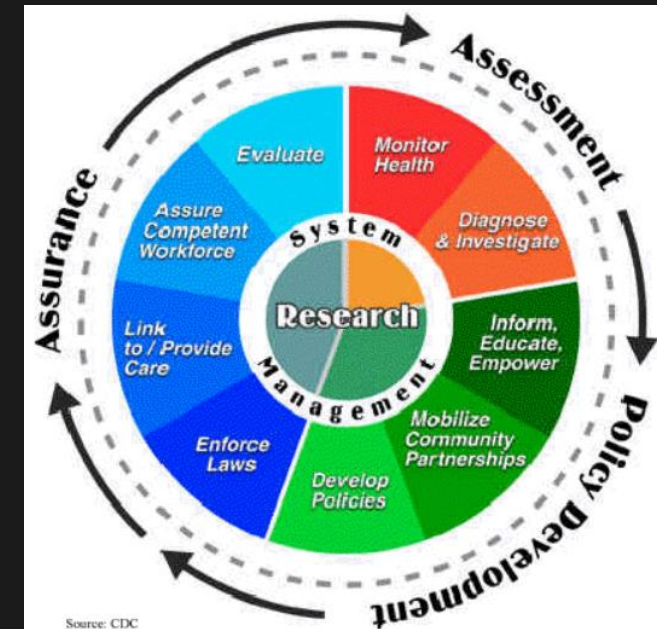 Assessment
Policy Development
Assurance
Monitor
Health
Diagnose
& Investigate
Inform,
Educate,
Empower
Mobilize
Community
Partnerships
Develop
Policies
Enforce
Laws
Link
to / Provide
Care
Assure
Competent
Workforce
Evaluate
System
Management
Research
Source: CDC